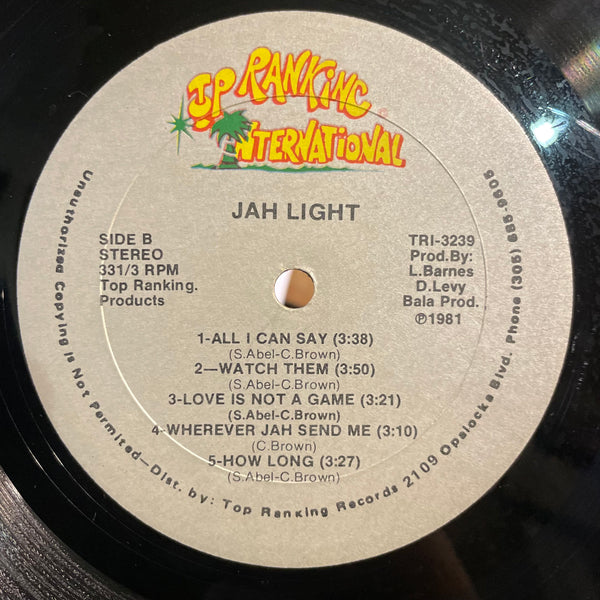 TOP RANKING
INTERNATIONAL
JAH LIGHT
SIDE B
STEREO
331/3 RPM
Top Ranking.
Products
TRI-3239
Prod.By:
L.Barnes
D.Levy
Bala Prod.
℗1981
1-ALL I CAN SAY (3:38)
(S.Abel-C.Brown)
2—WATCH THEM (3:50)
(S.Abel-C.Brown)
3-LOVE IS NOT A GAME (3:21)
(S.Abel-C.Brown)
4-WHEREVER JAH SEND ME (3:10)
(C.Brown)
5-HOW LONG (3:27)
(S.Abel-C.Brown)
Unauthorized Copying Is Not Permited—Dist. by: Top Ranking Records 2109 Opalocka Blvd. Phone (305) 685-9605